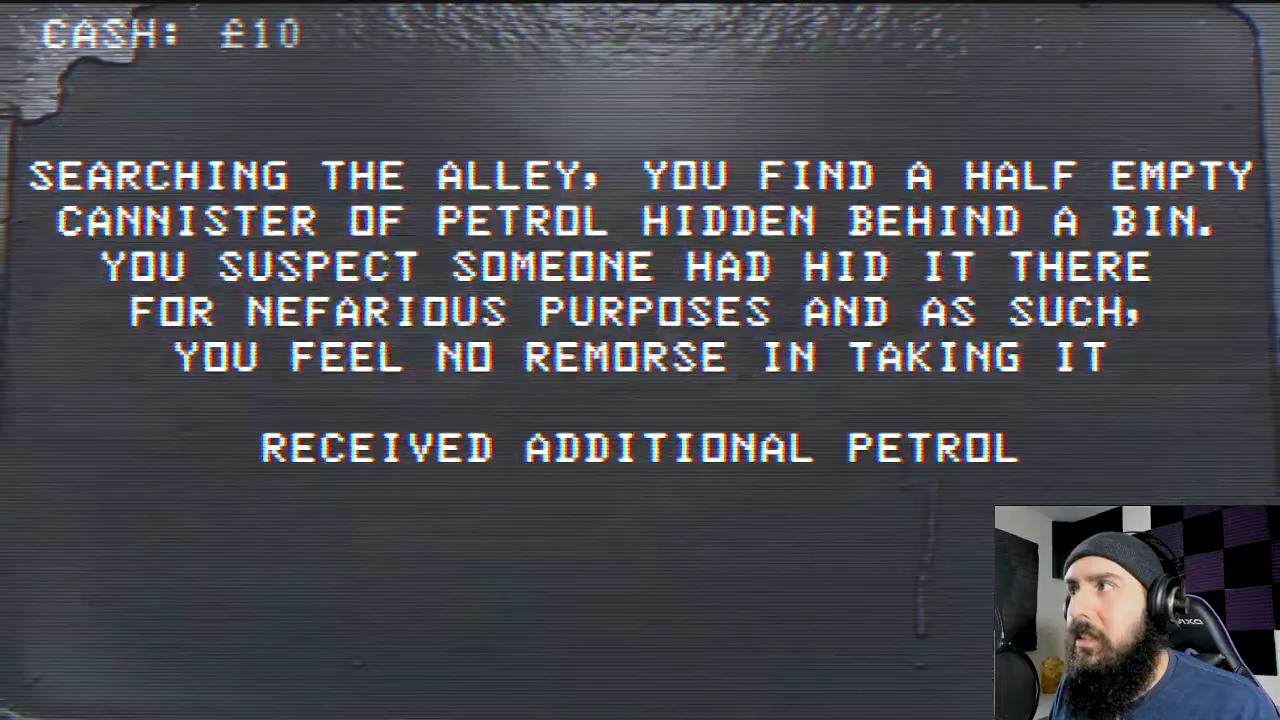 CASH: £10
SEARCHING THE ALLEY, YOU FIND A HALF EMPTY
CANNISTER OF PETROL HIDDEN BEHIND A BIN.
YOU SUSPECT SOMEONE HAD HID IT THERE
FOR NEFARIOUS PURPOSES AND AS SUCH,
YOU FEEL NO REMORSE IN TAKING IT
RECEIVED ADDITIONAL PETROL